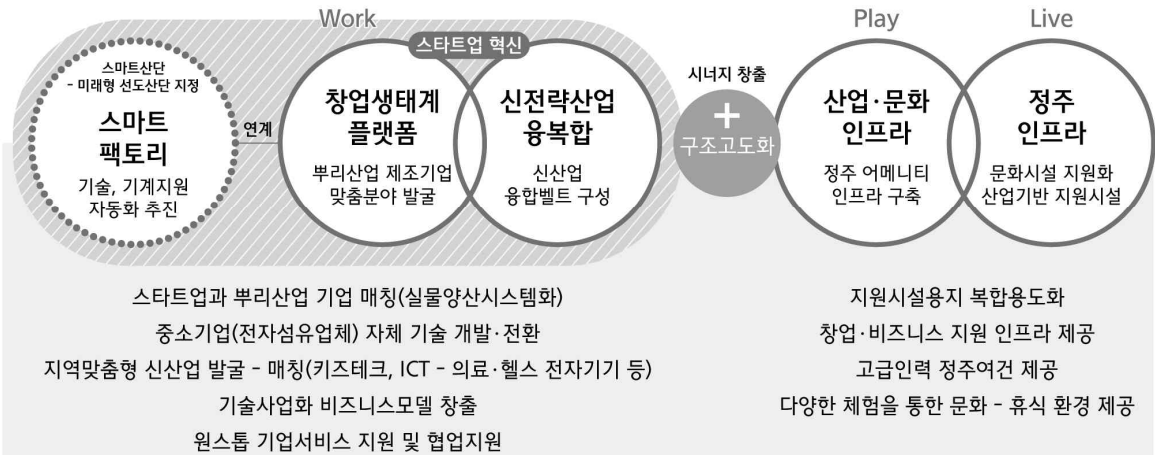 Work
Play
Live
스타트업 혁신
스마트산단
- 미래형 선도산단 지정
스마트
팩토리
기술, 기계지원
자동화 추진
연계
창업생태계
플랫폼
뿌리산업 제조기업
맞춤분야 발굴
신전략산업
융복합
신산업
융합벨트 구성
시너지 창출
+
구조고도화
산업·문화
인프라
정주 어메니티
인프라 구축
정주
인프라
문화시설 지원화
산업기반 지원시설
스타트업과 뿌리산업 기업 매칭(실물양산시스템화)
중소기업(전자섬유업체) 자체 기술 개발·전환
지역맞춤형 신산업 발굴 - 매칭(키즈테크, ICT - 의료·헬스 전자기기 등)
기술사업화 비즈니스모델 창출
원스톱 기업서비스 지원 및 협업지원
지원시설용지 복합용도화
창업·비즈니스 지원 인프라 제공
고급인력 정주여건 제공
다양한 체험을 통한 문화 - 휴식 환경 제공